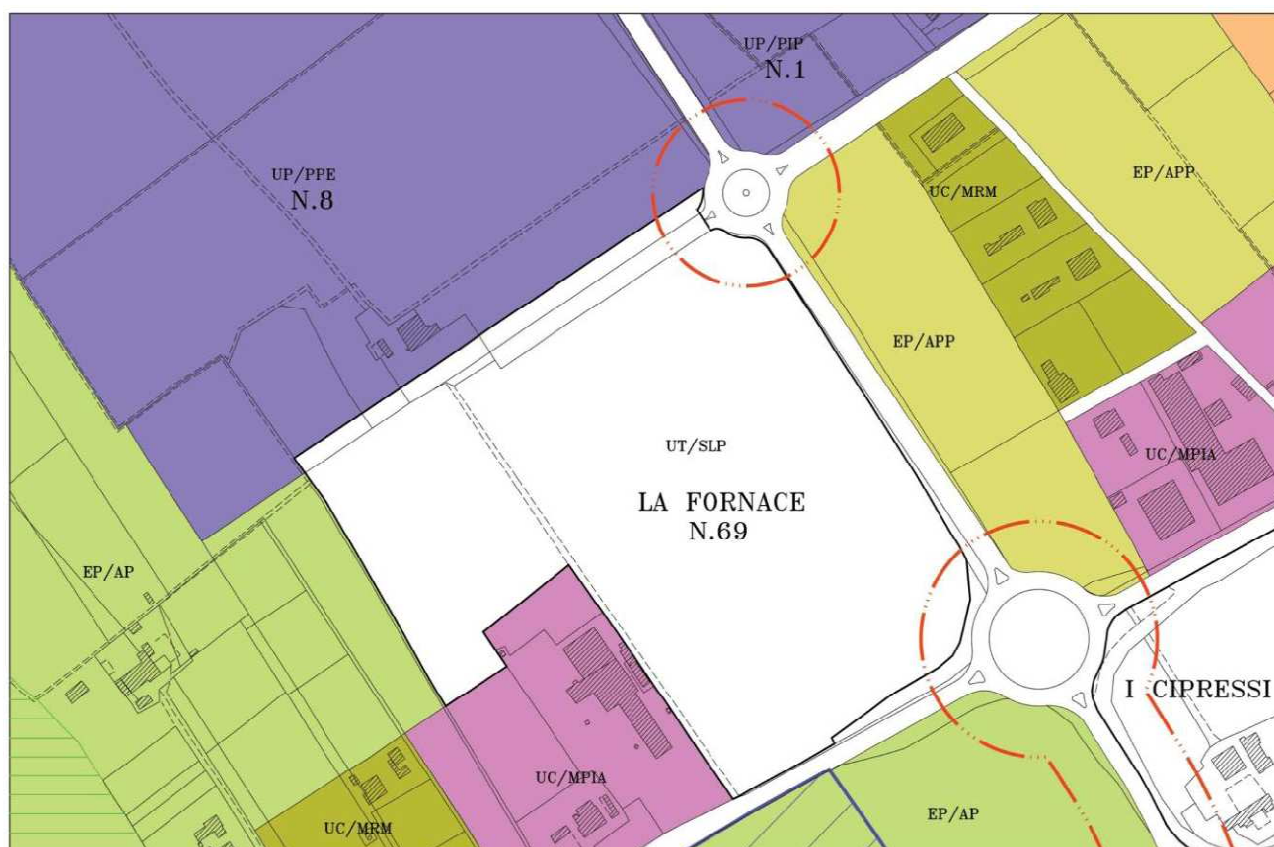 UP/PIP
N.1
UP/PPE
N.8
EP/APP
UC/MRM
EP/APP
UT/SLP
UC/MPIA
LA FORNACE
N.69
EP/AP
I CIPRESSI
UC/MPIA
EP/AP
UC/MRM